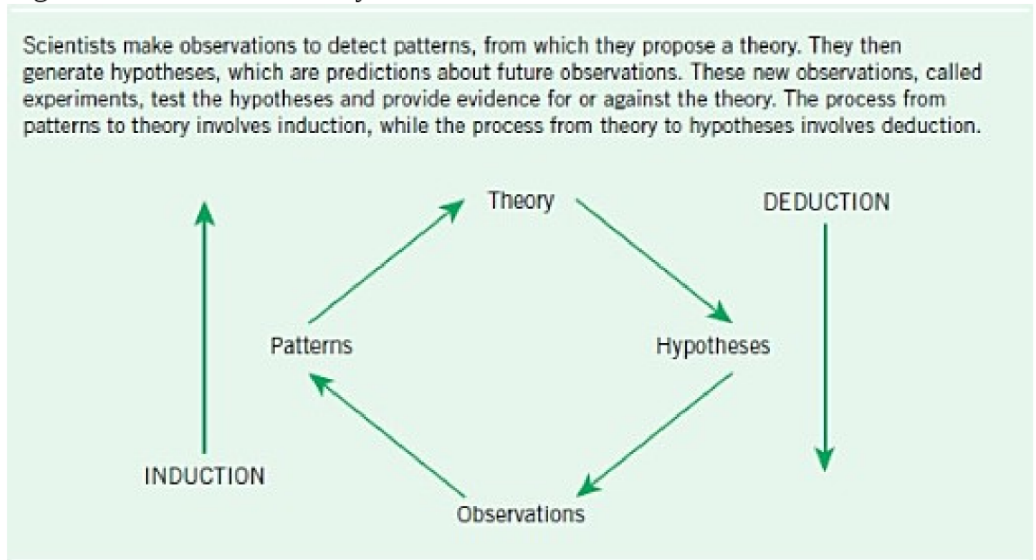 Scientists make observations to detect patterns, from which they propose a theory. They then
generate hypotheses, which are predictions about future observations. These new observations, called
experiments, test the hypotheses and provide evidence for or against the theory. The process from
patterns to theory involves induction, while the process from theory to hypotheses involves deduction.
Theory
DEDUCTION
Patterns
Hypotheses
INDUCTION
Observations